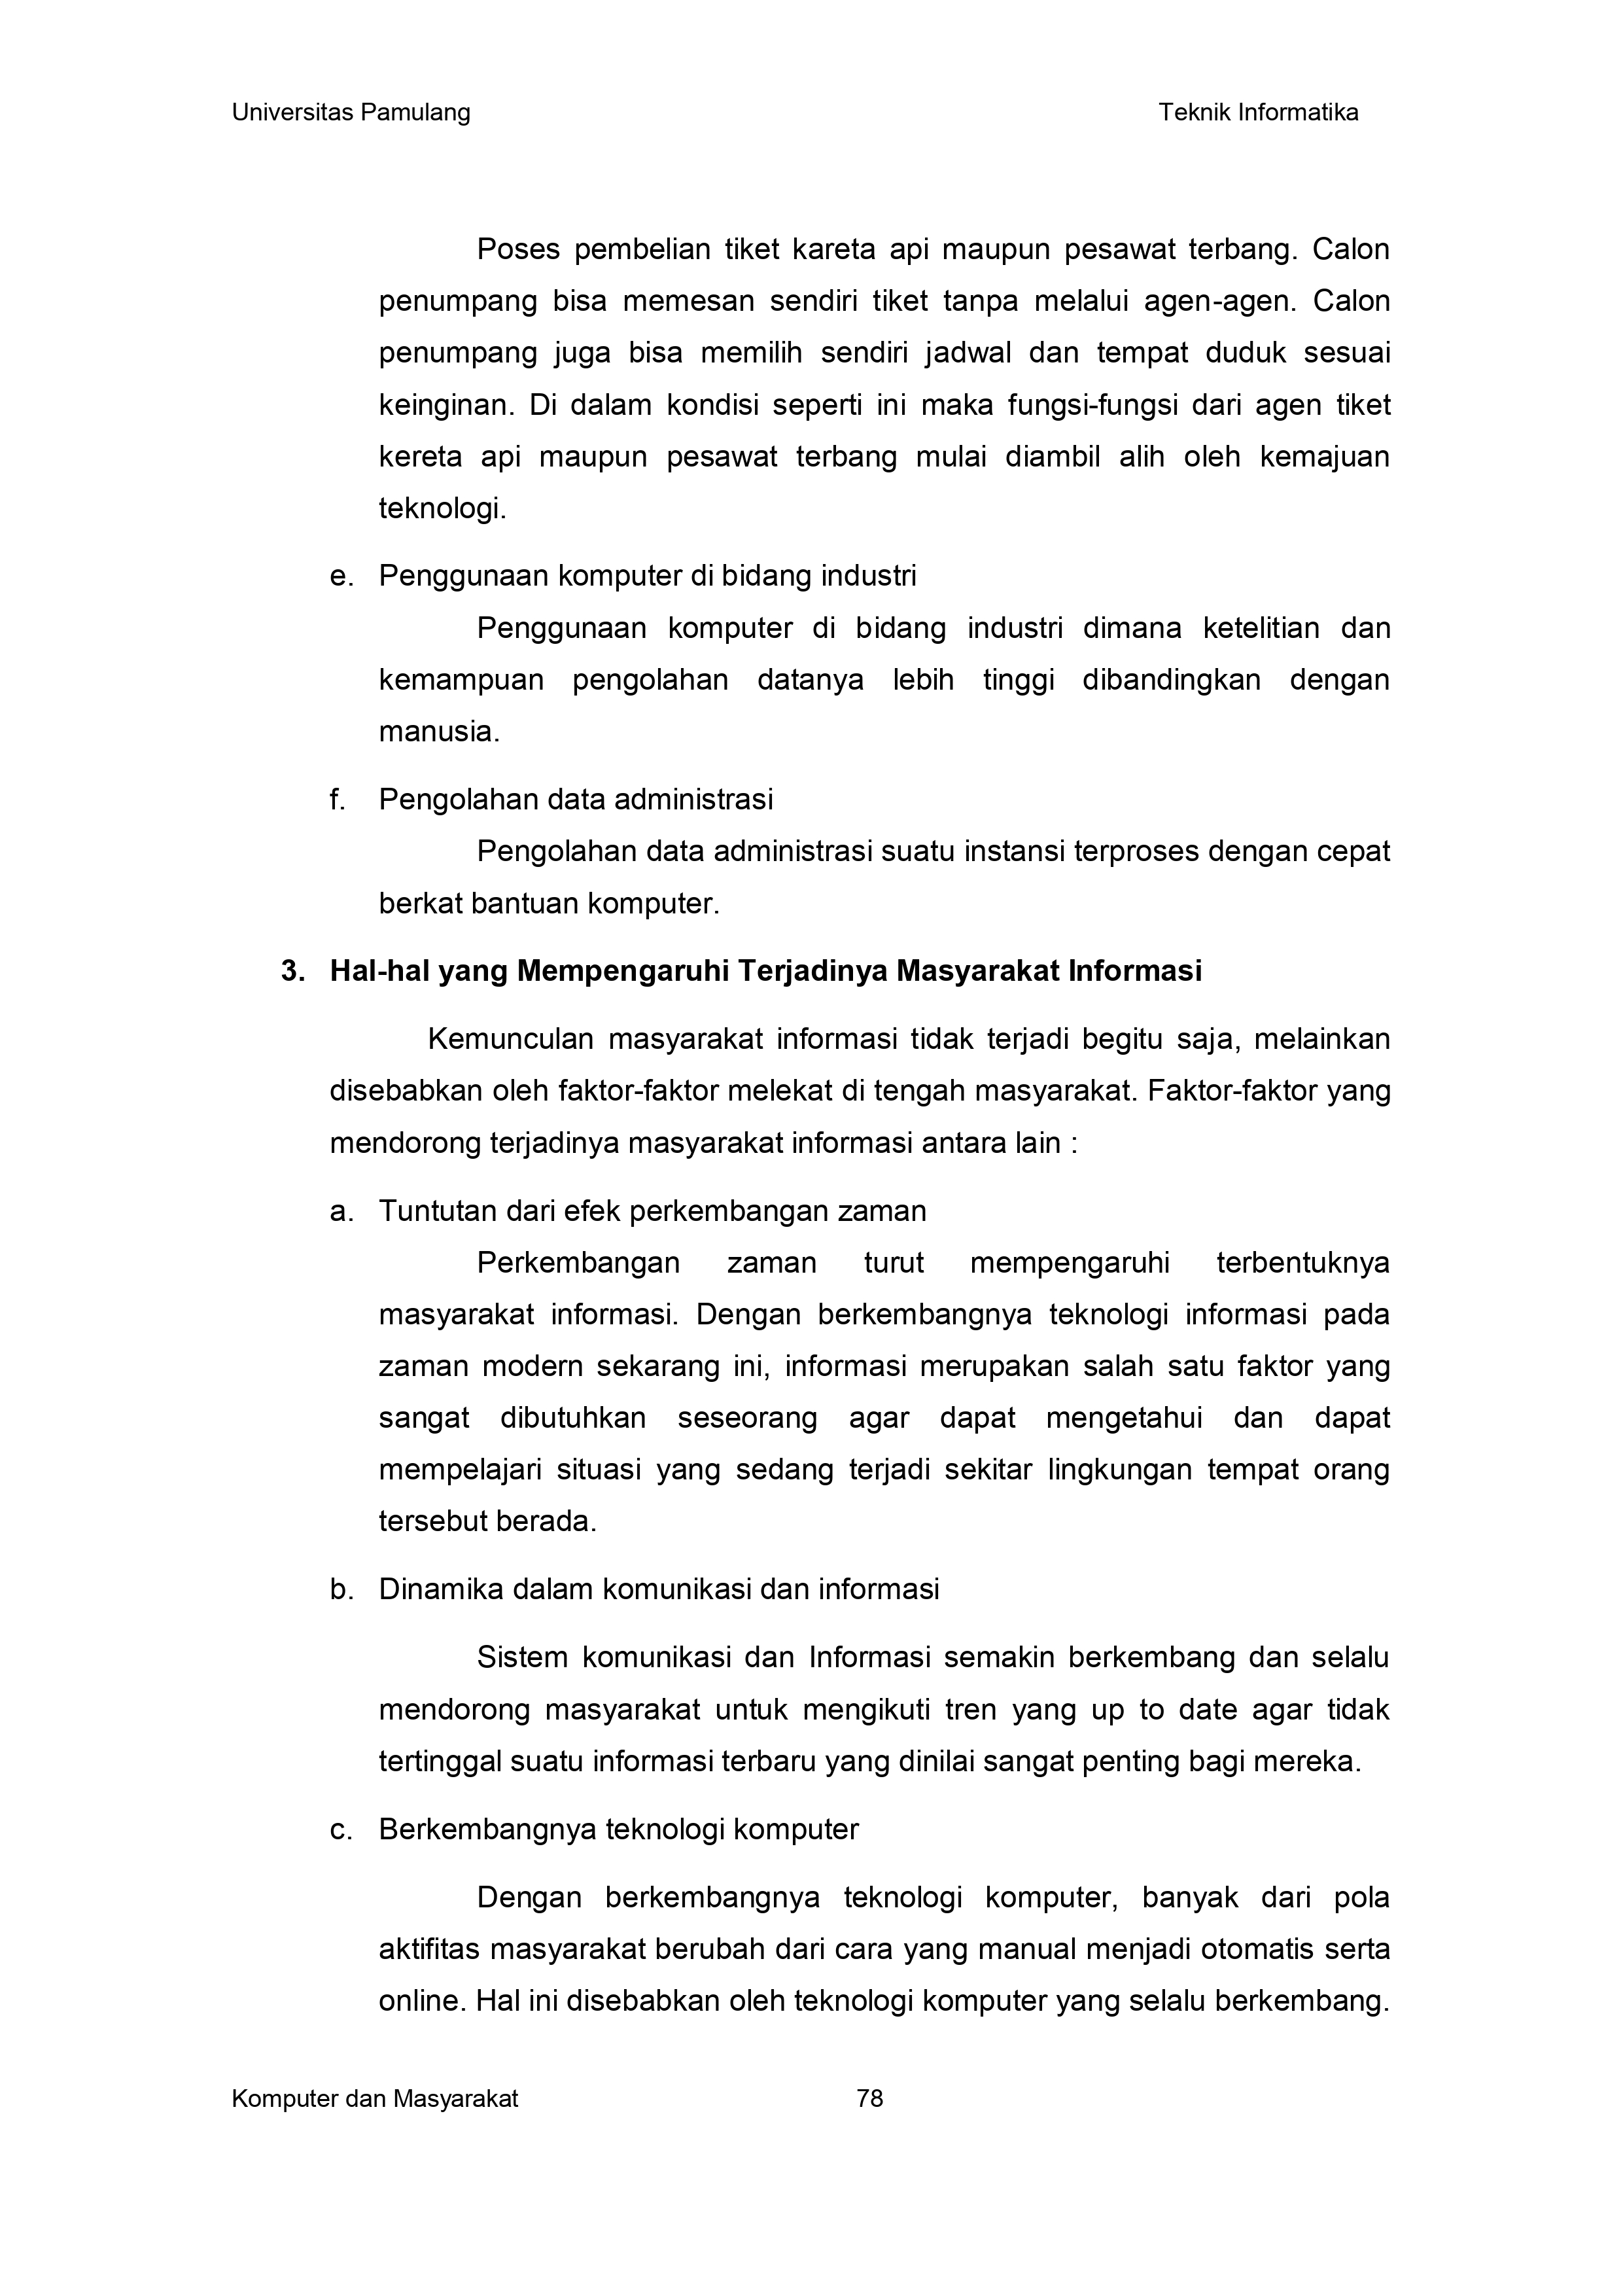 Universitas Pamulang Teknik Informatika
Poses pembelian tiket kareta api maupun pesawat terbang. Calon
penumpang bisa memesan sendiri tiket tanpa melalui agen-agen. Calon
penumpang juga bisa memilih sendiri jadwal dan tempat duduk sesuai
keinginan. Di dalam kondisi seperti ini maka fungsi-fungsi dari agen tiket
kereta api maupun pesawat terbang mulai diambil alih oleh kemajuan
teknologi.
e. Penggunaan komputer di bidang industri
Penggunaan komputer di bidang industri dimana ketelitian dan
kemampuan pengolahan datanya lebih tinggi dibandingkan dengan
manusia.
f. Pengolahan data administrasi
Pengolahan data administrasi suatu instansi terproses dengan cepat
berkat bantuan komputer.
3. Hal-hal yang Mempengaruhi Terjadinya Masyarakat Informasi
Kemunculan masyarakat informasi tidak terjadi begitu saja, melainkan
disebabkan oleh faktor-faktor melekat di tengah masyarakat. Faktor-faktor yang
mendorong terjadinya masyarakat informasi antara lain :
a. Tuntutan dari efek perkembangan zaman
Perkembangan zaman turut mempengaruhi terbentuknya
masyarakat informasi. Dengan berkembangnya teknologi informasi pada
zaman modern sekarang ini, informasi merupakan salah satu faktor yang
sangat dibutuhkan seseorang agar dapat mengetahui dan dapat
mempelajari situasi yang sedang terjadi sekitar lingkungan tempat orang
tersebut berada.
b. Dinamika dalam komunikasi dan informasi
Sistem komunikasi dan Informasi semakin berkembang dan selalu
mendorong masyarakat untuk mengikuti tren yang up to date agar tidak
tertinggal suatu informasi terbaru yang dinilai sangat penting bagi mereka.
c. Berkembangnya teknologi komputer
Dengan berkembangnya teknologi komputer, banyak dari pola
aktifitas masyarakat berubah dari cara yang manual menjadi otomatis serta
online. Hal ini disebabkan oleh teknologi komputer yang selalu berkembang.
Komputer dan Masyarakat 78